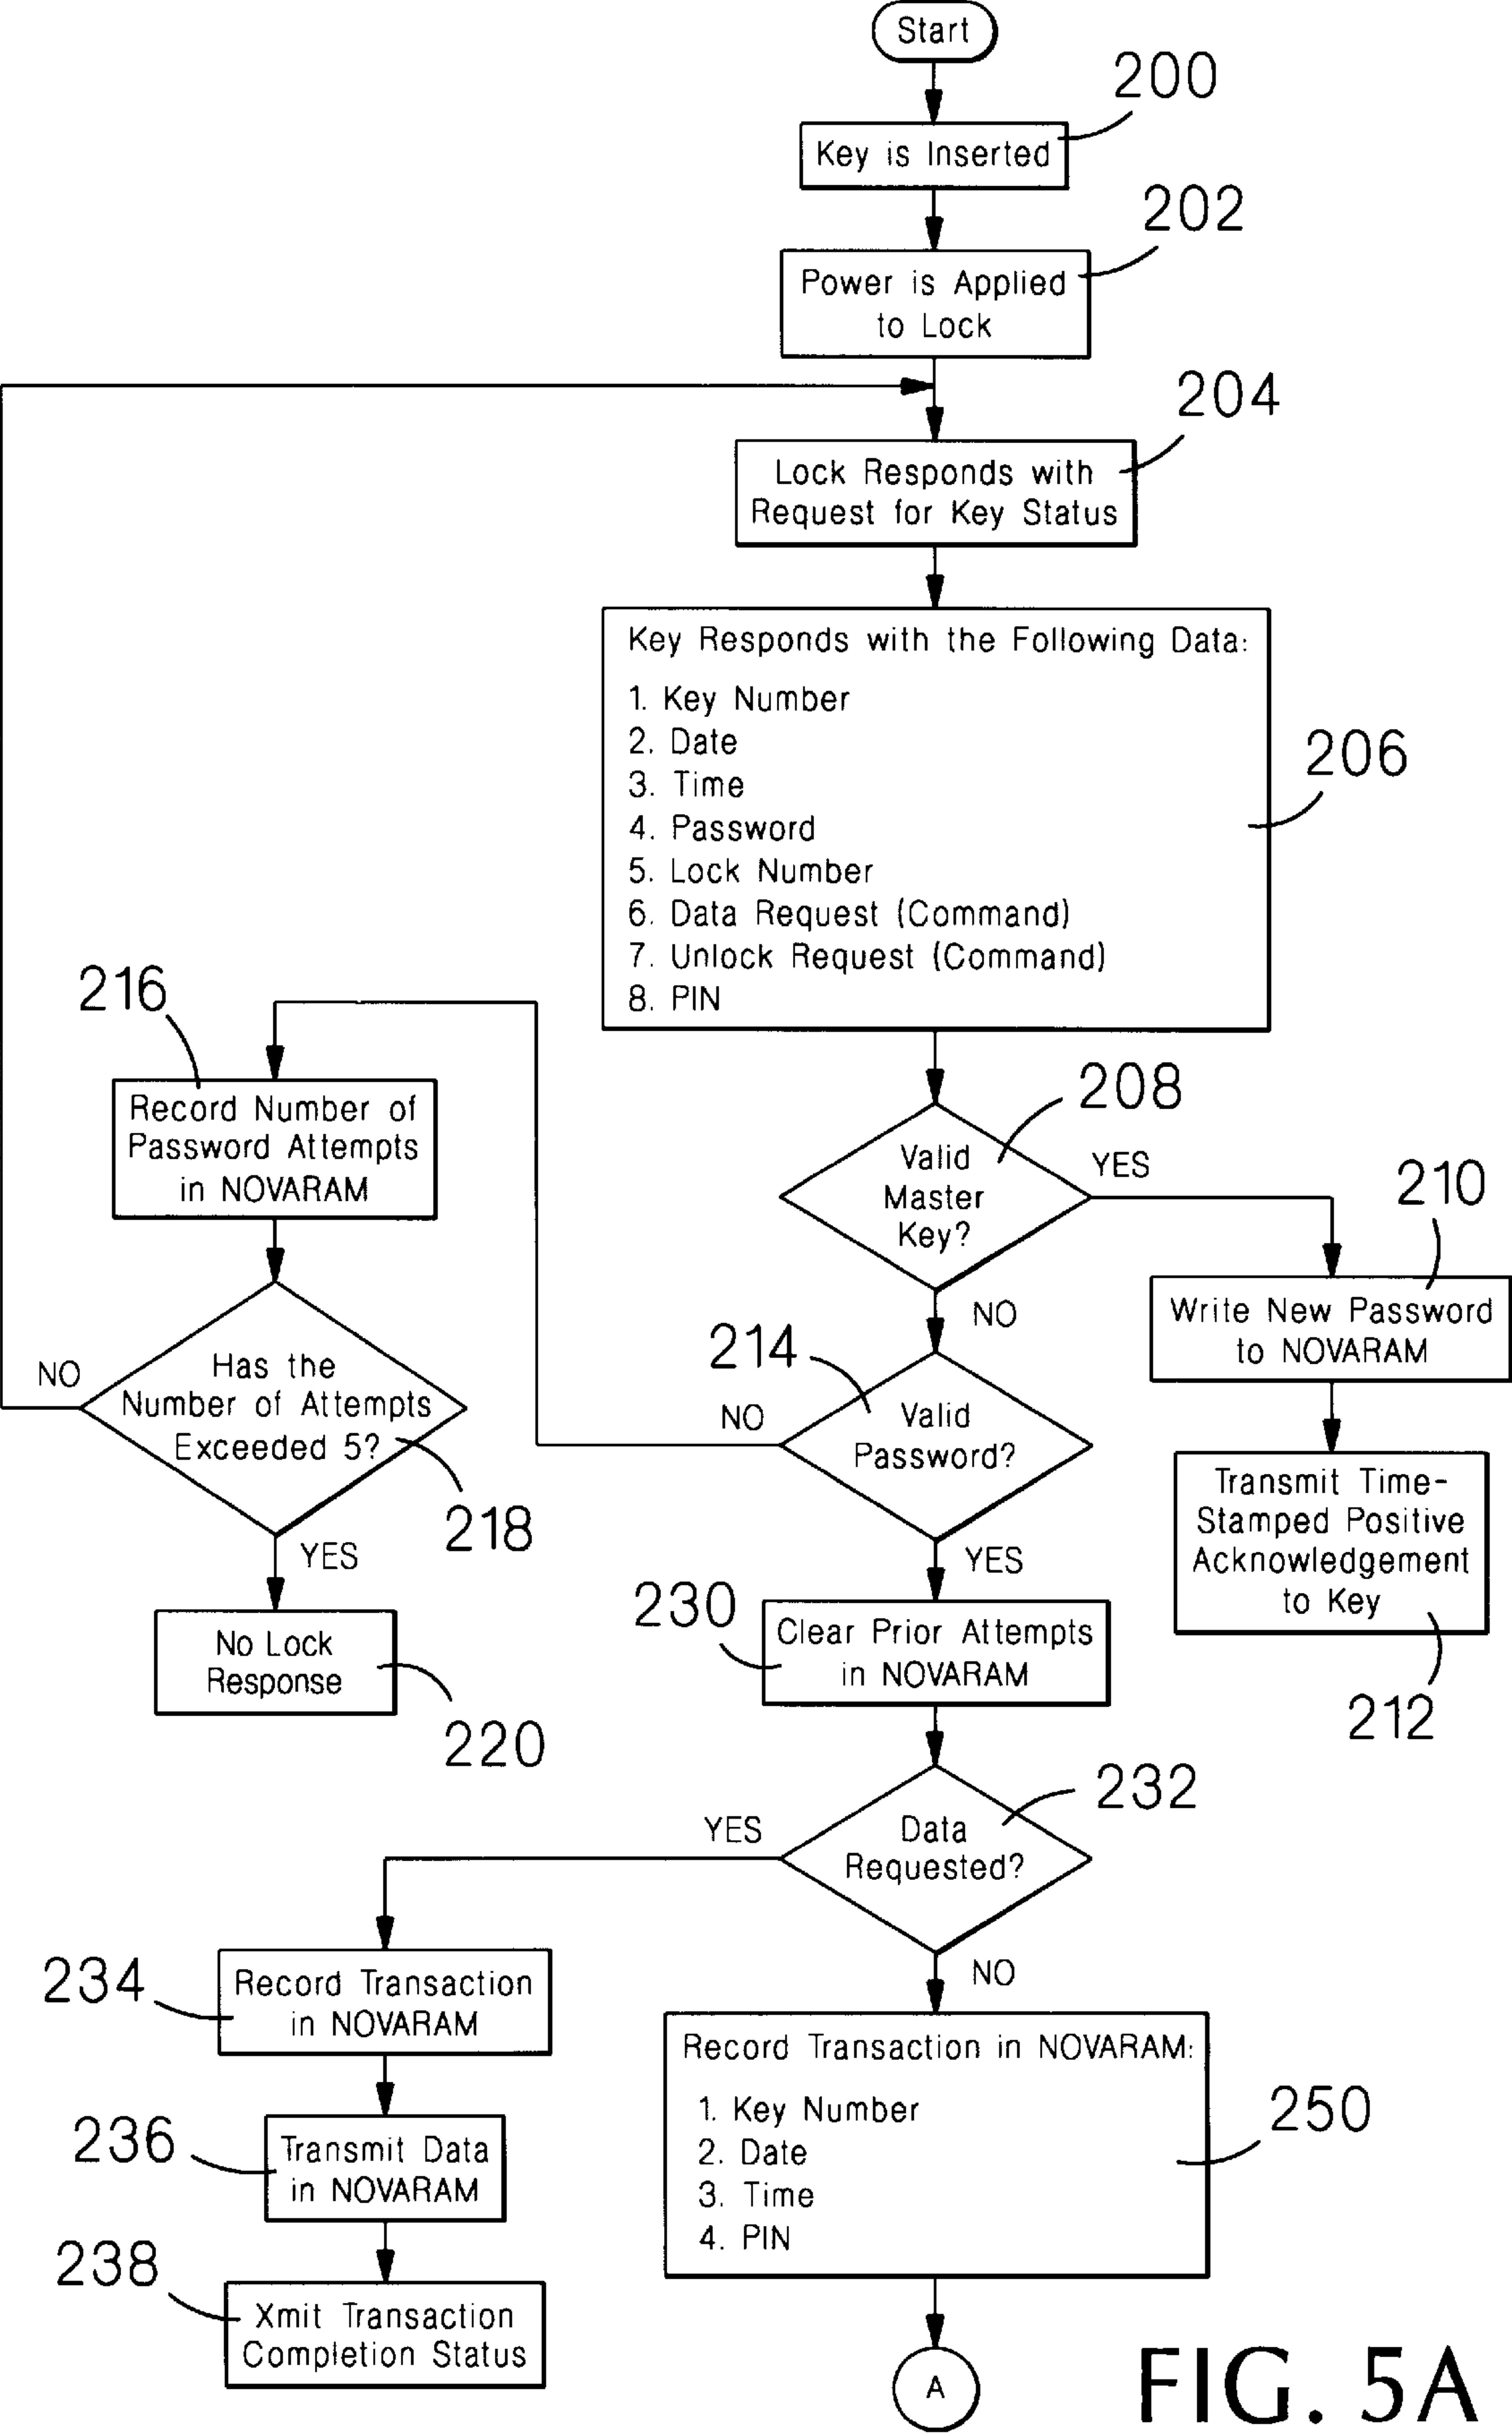 Start
200
Key is Inserted
202
Power is Applied
to Lock
204
Lock Responds with
Request for Key Status
Key Responds with the Following Data:
1. Key Number
2. Date
3. Time
4. Password
5. Lock Number
6. Data Request (Command)
7. Unlock Request (Command)
8. PIN
206
216
Record Number of
Password Attempts
in NOVARAM
208
Valid
Master
Key?
YES
NO
210
Write New Password
to NOVARAM
214
Valid
Password?
NO
YES
Has the
Number of Attempts
Exceeded 5?
NO
218
YES
Transmit Time-
Stamped Positive
Acknowledgement
to Key
212
No Lock
Response
220
230
Clear Prior Attempts
in NOVARAM
232
Data
Requested?
YES
NO
234
Record Transaction
in NOVARAM
236
Transmit Data
in NOVARAM
238
Xmit Transaction
Completion Status
Record Transaction in NOVARAM:
1. Key Number
2. Date
3. Time
4. PIN
250
A
FIG. 5A